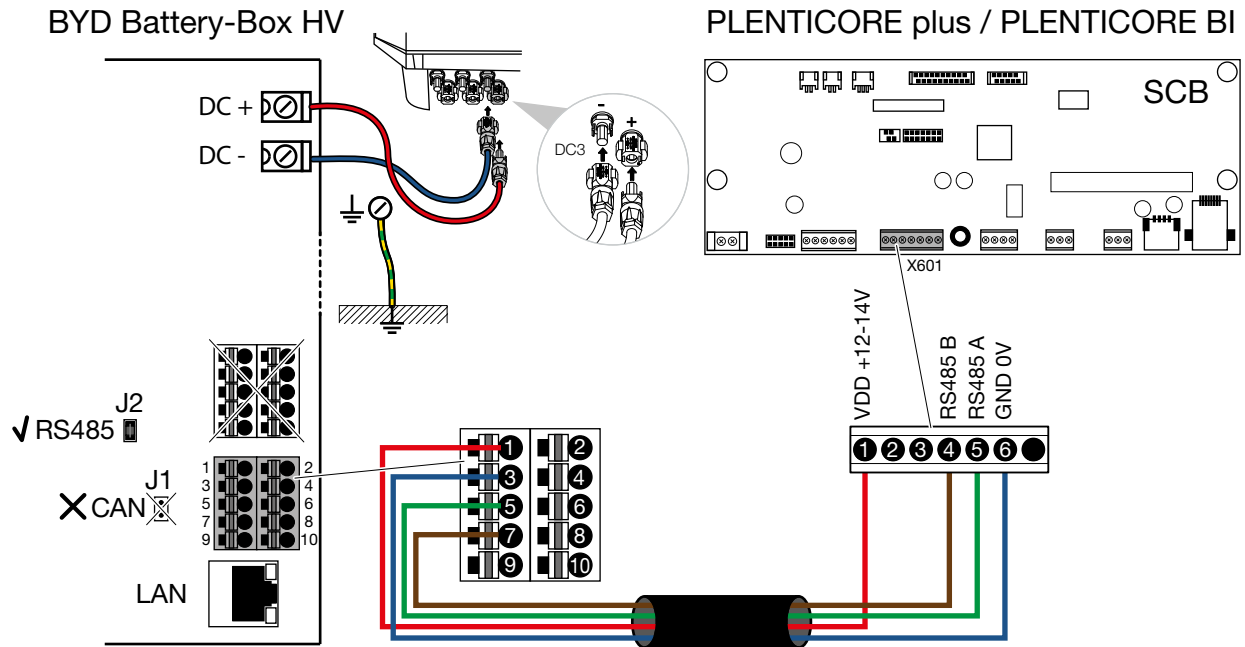 BYD Battery-Box HV
PLENTICORE plus / PLENTICORE BI
DC +
DC -
-
+
DC3
SCB
X601
VDD +12-14V
RS485 B
RS485 A
GND 0V
1 2 3 4 5 6
J2
RS485
J1
CAN
1 2
3 4
5 6
7 8
9 10
1 2
3 4
5 6
7 8
9 10
LAN